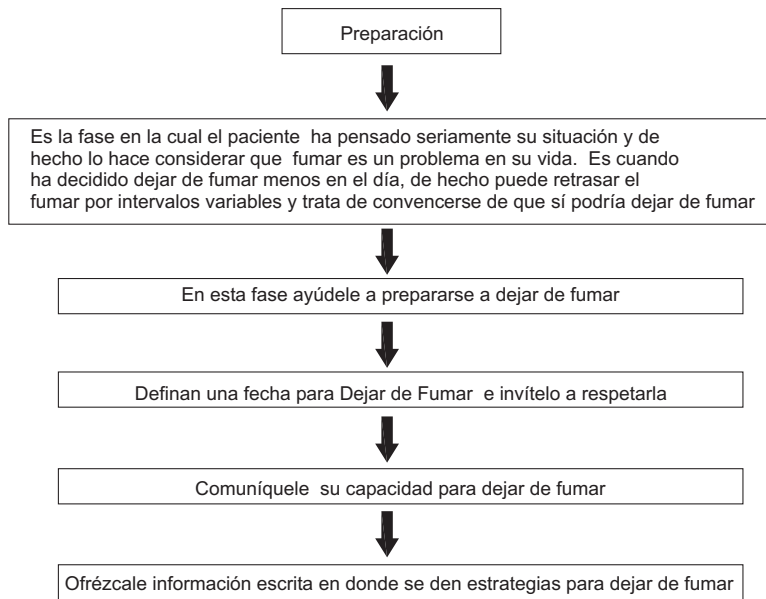 Preparación
Es la fase en la cual el paciente ha pensado seriamente su situación y de
hecho lo hace considerar que fumar es un problema en su vida. Es cuando
ha decidido dejar de fumar menos en el día, de hecho puede retrasar el
fumar por intervalos variables y trata de convencerse de que sí podría dejar de fumar
En esta fase ayúdele a prepararse a dejar de fumar
Definan una fecha para Dejar de Fumar e invítelo a respetarla
Comuníquele su capacidad para dejar de fumar
Ofrézcale información escrita en donde se den estrategias para dejar de fumar